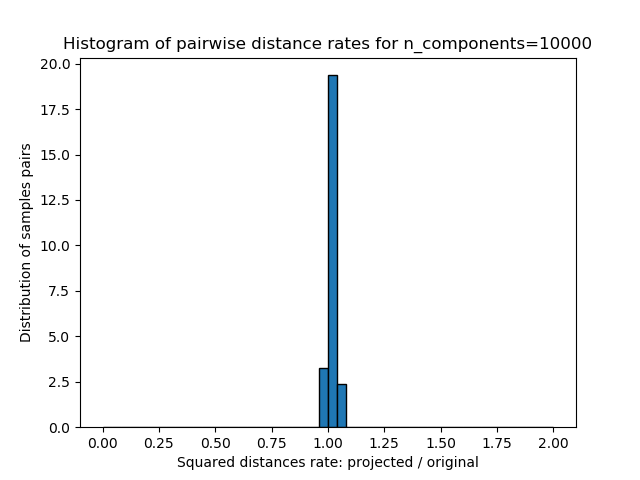 Histogram of pairwise distance rates for n_components=10000
20.0
17.5
15.0
12.5
10.0
7.5
5.0
2.5
0.0
Distribution of samples pairs
0.00 0.25 0.50 0.75 1.00 1.25 1.50 1.75 2.00
Squared distances rate: projected / original